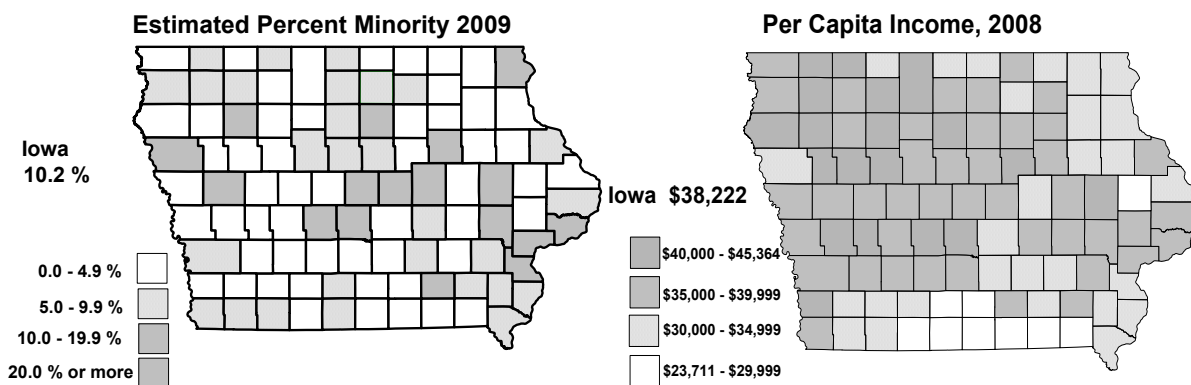 Estimated Percent Minority 2009
Iowa
10.2 %
0.0 - 4.9 %
5.0 - 9.9 %
10.0 - 19.9 %
20.0 % or more
Per Capita Income, 2008
Iowa $38,222
$40,000 - $45,364
$35,000 - $39,999
$30,000 - $34,999
$23,711 - $29,999